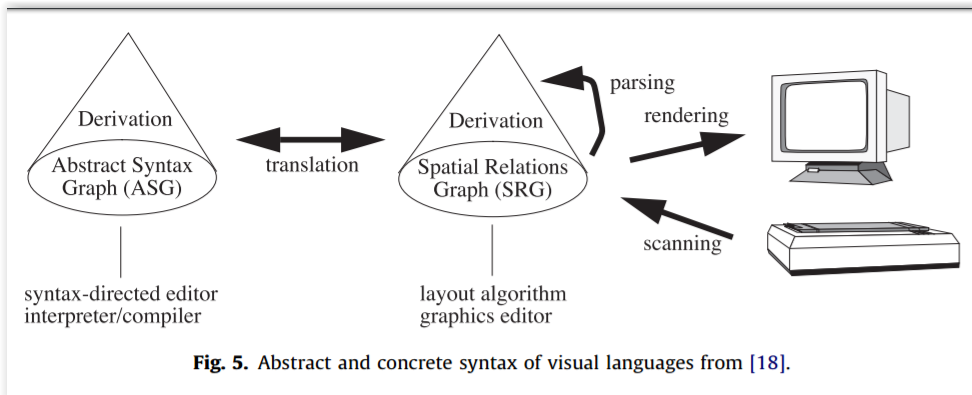 Derivation
Abstract Syntax
Graph (ASG)
translation
Derivation
Spatial Relations
Graph (SRG)
parsing
rendering
scanning
syntax-directed editor
interpreter/compiler
layout algorithm
graphics editor
Fig. 5. Abstract and concrete syntax of visual languages from [18].